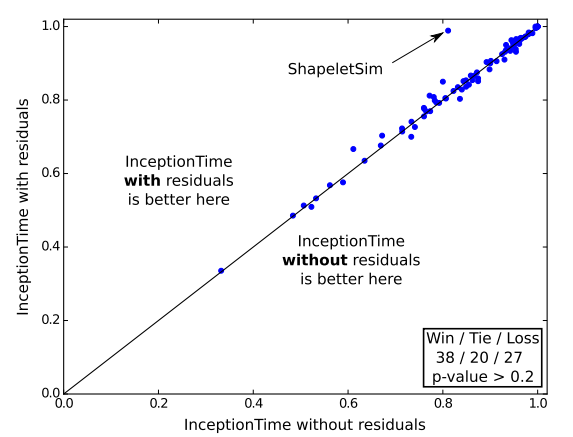 1.0
0.8
0.6
0.4
0.2
0.0
InceptionTime with residuals
ShapeletSim
InceptionTime
with residuals
is better here
InceptionTime
without residuals
is better here
Win / Tie / Loss
38 / 20 / 27
p-value > 0.2
0.0 0.2 0.4 0.6 0.8 1.0
InceptionTime without residuals